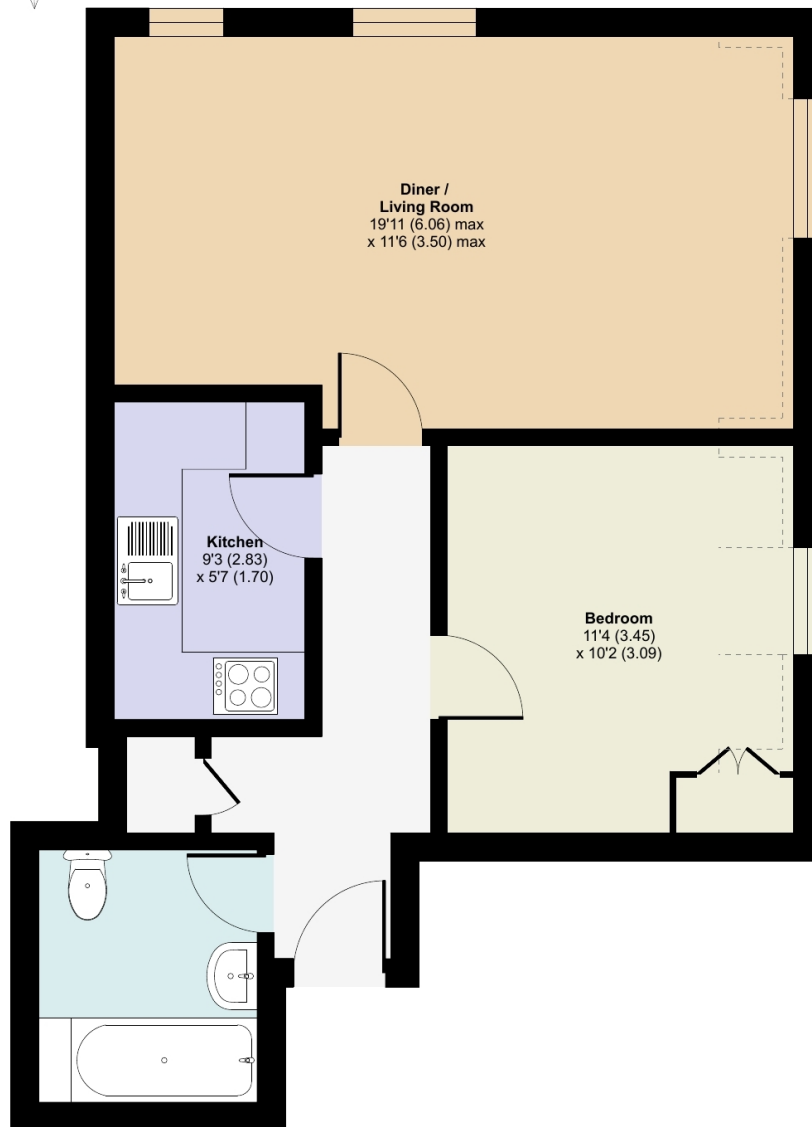 Diner /
Living Room
19'11 (6.06) max
x 11'6 (3.50) max
Kitchen
9'3 (2.83)
x 5'7 (1.70)
Bedroom
11'4 (3.45)
x 10'2 (3.09)